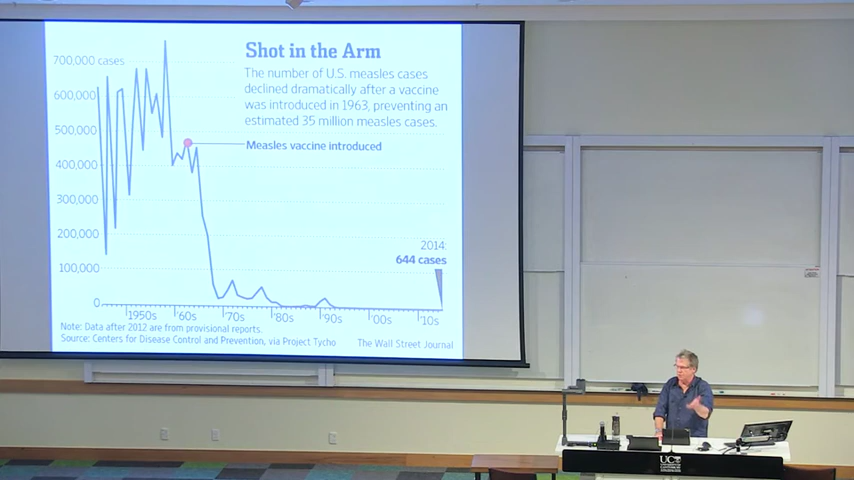 Shot in the Arm
The number of U.S. measles cases
declined dramatically after a vaccine
was introduced in 1963, preventing an
estimated 35 million measles cases.
Measles vaccine introduced
700,000 cases
600,000
500,000
400,000
300,000
200,000
100,000
0
2014:
644 cases
1950s '60s '70s '80s '90s '00s '10s
Note: Data after 2012 are from provisional reports.
Source: Centers for Disease Control and Prevention, via Project Tycho The Wall Street Journal
UC